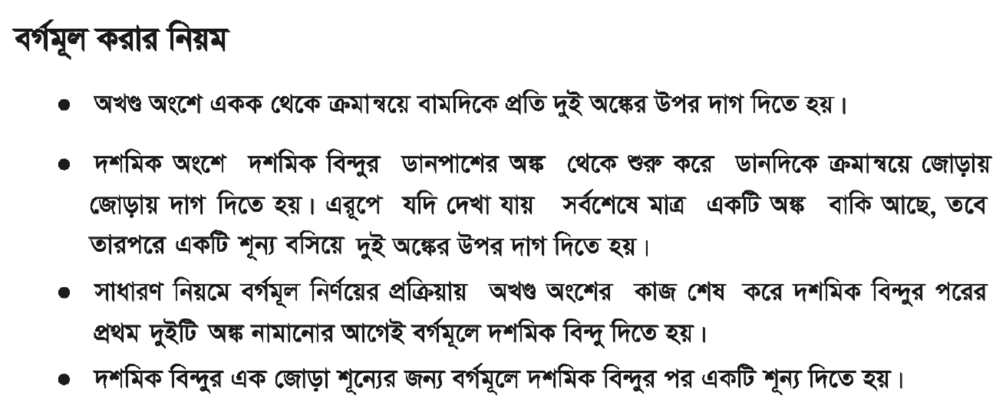 বর্গমূল করার নিয়ম
● অখণ্ড অংশে একক থেকে ক্রমান্বয়ে বামদিকে প্রতি দুই অঙ্কের উপর দাগ দিতে হয়।
● দশমিক অংশে দশমিক বিন্দুর ডানপাশের অঙ্ক থেকে শুরু করে ডানদিকে ক্রমান্বয়ে জোড়ায়
জোড়ায় দাগ দিতে হয়। এরূপে যদি দেখা যায় সর্বশেষে মাত্র একটি অঙ্ক বাকি আছে, তবে
তারপরে একটি শূন্য বসিয়ে দুই অঙ্কের উপর দাগ দিতে হয়।
● সাধারণ নিয়মে বর্গমূল নির্ণয়ের প্রক্রিয়ায় অখণ্ড অংশের কাজ শেষ করে দশমিক বিন্দুর পরের
প্রথম দুইটি অঙ্ক নামানোর আগেই বর্গমূলে দশমিক বিন্দু দিতে হয়।
● দশমিক বিন্দুর এক জোড়া শূন্যের জন্য বর্গমূলে দশমিক বিন্দুর পর একটি শূন্য দিতে হয়।